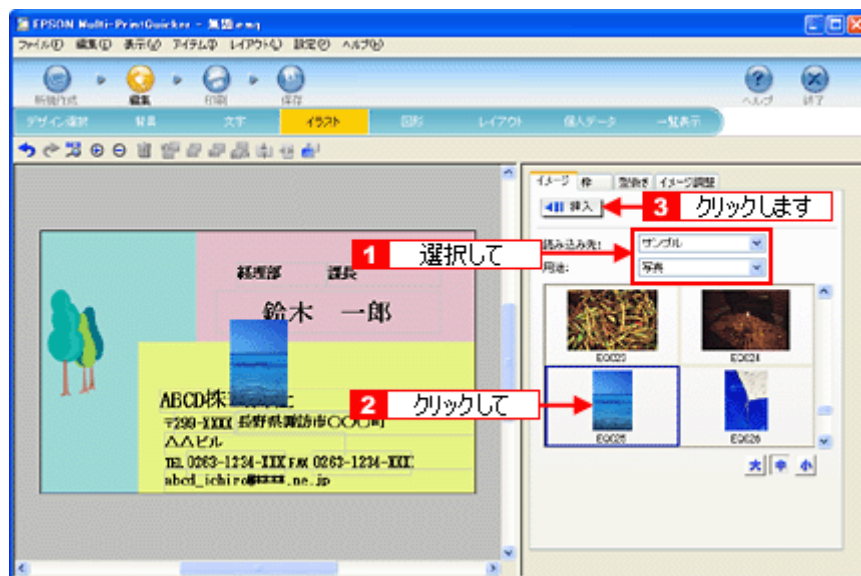 EPSON Multi-PrintQuicker - 無題.emq
ファイル(F) 編集(E) 表示(V) アイテム(I) レイアウト(L) 設定(O) ヘルプ(H)
新規作成 編集 印刷 保存 ヘルプ 終了
デザイン選択 背景 文字 イラスト 図形 レイアウト 個人データ 一覧表示
イメージ 枠 型抜き イメージ調整
挿入
3 クリックします
1 選択して
読み込み先: サンプル
用途: 写真
経理部 課長
鈴木 一郎
EQ023 EQ024
2 クリックして
ABCD株
〒299-XXXX 長野県諏訪市〇〇〇町
△△ビル
TEL 0263-1234-XXX FAX 0263-1234-XXX
abcd_ichiro@***.ne.jp
EQ025 EQ026
大 中 小